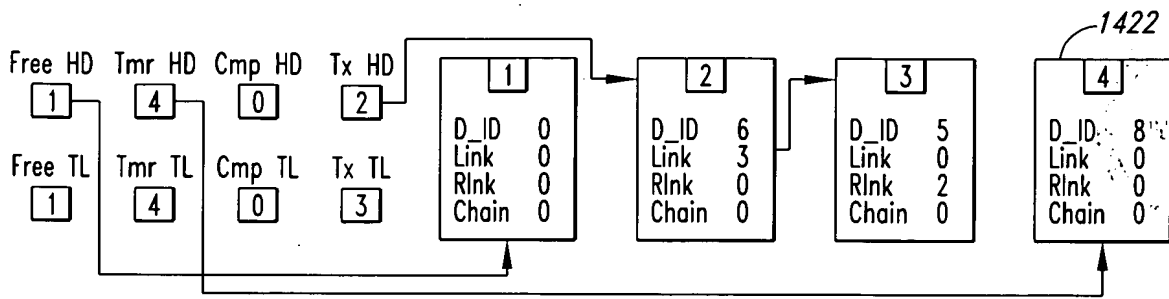 1422
Free HD Tmr HD Cmp HD Tx HD
1 4 0 2
Free TL Tmr TL Cmp TL Tx TL
1 4 0 3
1
D_ID 0
Link 0
Rlnk 0
Chain 0
2
D_ID 6
Link 3
Rlnk 0
Chain 0
3
D_ID 5
Link 0
Rlnk 2
Chain 0
4
D_ID 8
Link 0
Rlnk 0
Chain 0